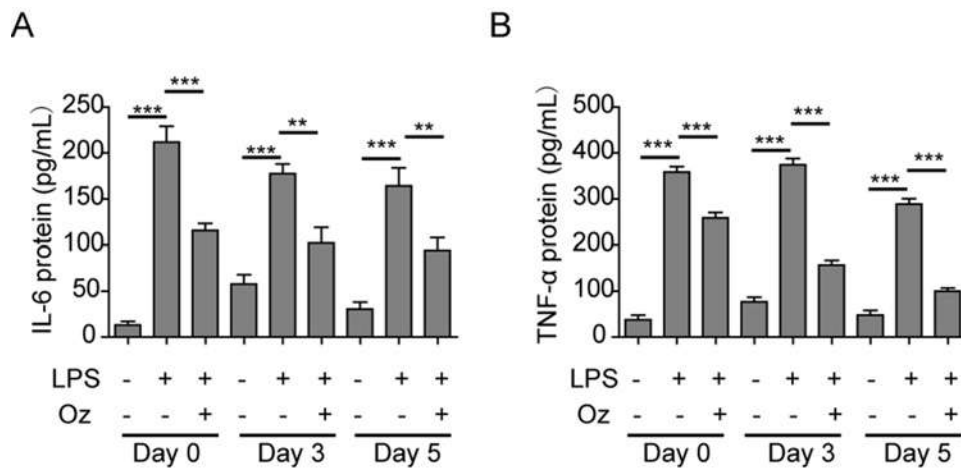 A
IL-6 protein (pg/mL)
250
200
150
100
50
0
*** *** *** ** *** **
LPS - + + - + + - + +
Oz - - + - - + - - +
Day 0 Day 3 Day 5
B
TNF-α protein (pg/mL)
500
400
300
200
100
0
*** *** *** *** *** ***
LPS - + + - + + - + +
Oz - - + - - + - - +
Day 0 Day 3 Day 5